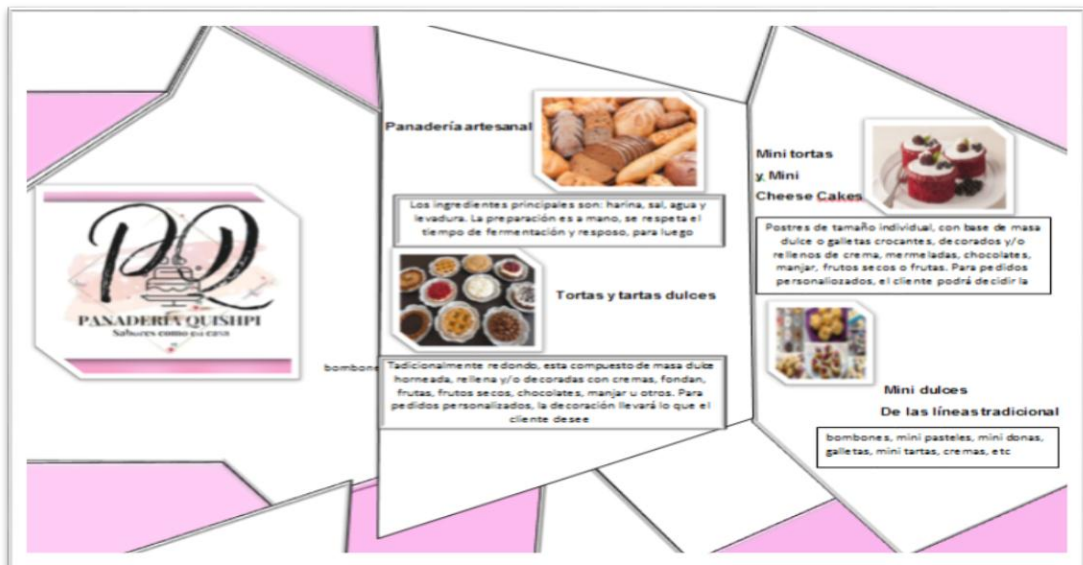 PQ
PANADERÍA QUISHPI
Sabores como en casa
Panadería artesanal
Los ingredientes principales son: harina, sal, agua y
levadura. La preparación es a mano, se respeta el
tiempo de fermentación y resposo, para luego
Tortas y tartas dulces
bombone
Tadicionalmente redondo, esta compuesto de masa dulce
horneada, rellena y/o decoradas con cremas, fondan,
frutas, frutos secos, chocolates, manjar u otros. Para
pedidos personalizados, la decoración llevará lo que el
cliente desee
Mini tortas
y Mini
Cheese Cakes
Postres de tamaño individual, con base de masa
dulce o galletas crocantes, decorados y/o
rellenos de crema, mermeladas, chocolates,
manjar, frutos secos o frutas. Para pedidos
personaliozados, el cliente podrá decidir la
Mini dulces
De las líneas tradicional
bombones, mini pasteles, mini donas,
galletas, mini tartas, cremas, etc